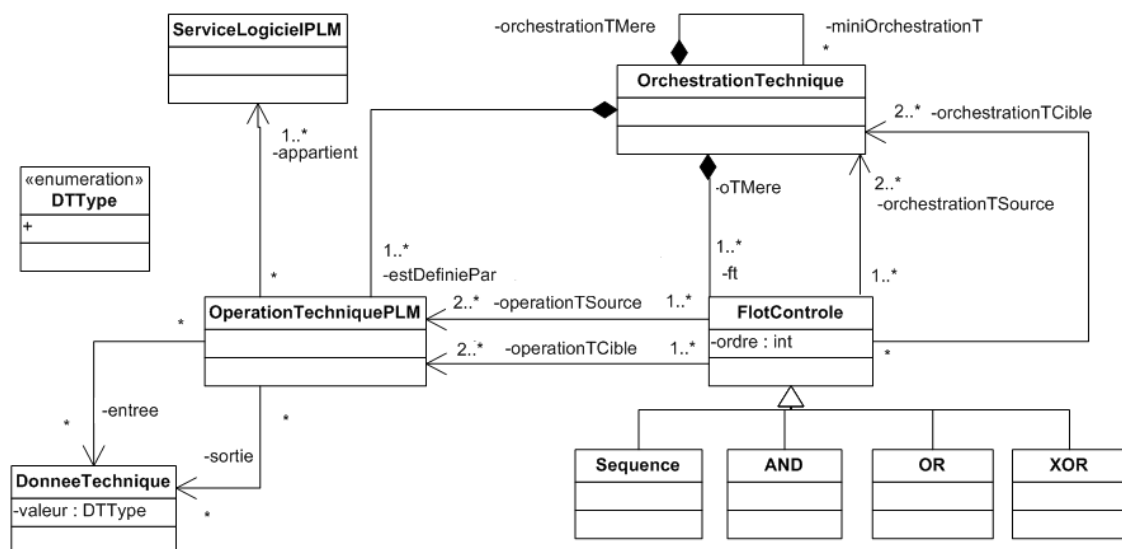 -orchestrationTMere
-miniOrchestrationT
*
ServiceLogicielPLM
OrchestrationTechnique
2..* -orchestrationTCible
1..*
-appartient
«enumeration»
DTType
+
-oTMere
2..*
-orchestrationTSource
1..*
-estDefiniePar
1..*
-ft
1..*
*
OperationTechniquePLM
2..* -operationTSource 1..*
FlotControle
-ordre : int
*
2..* -operationTCible 1..*
*
-entree
*
*
-sortie
Sequence
AND
OR
XOR
DonneeTechnique
-valeur : DTType
*